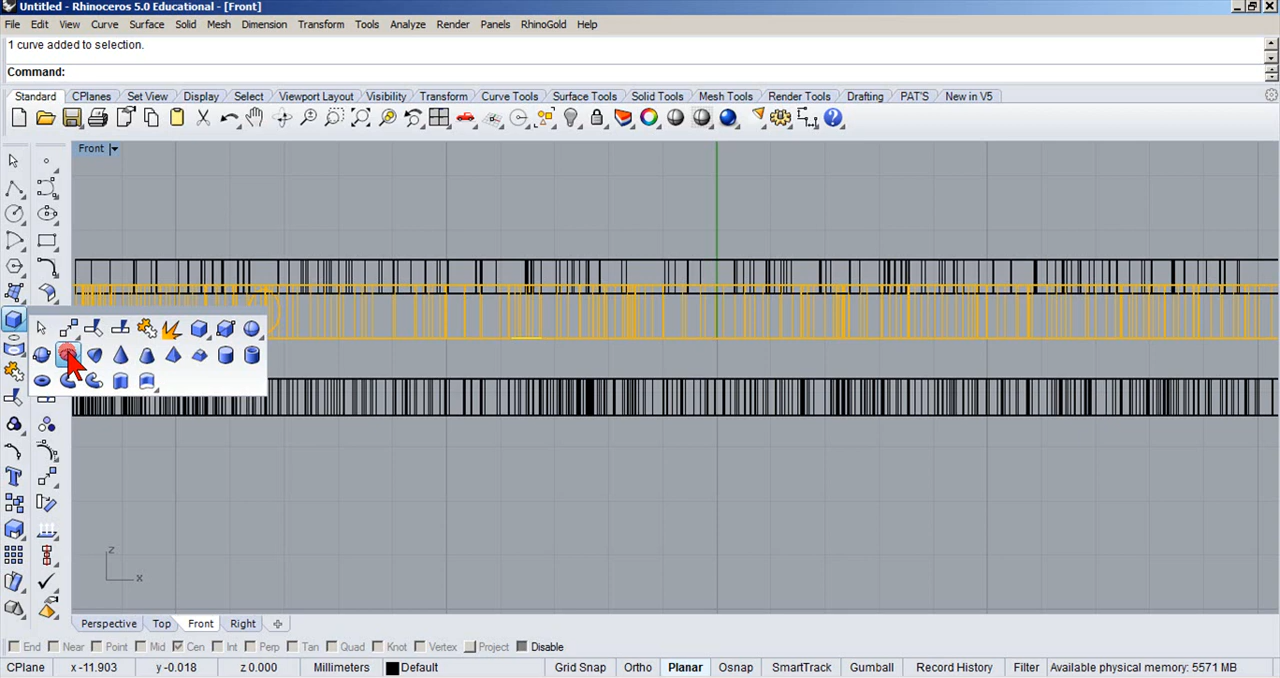 Untitled - Rhinoceros 5.0 Educational - [Front]
File Edit View Curve Surface Solid Mesh Dimension Transform Tools Analyze Render Panels RhinoGold Help
1 curve added to selection.
Command:
Standard CPlanes Set View Display Select Viewport Layout Visibility Transform Curve Tools Surface Tools Solid Tools Mesh Tools Render Tools Drafting PAT'S New in V5
Front
z
x
Perspective Top Front Right
End Near Point Mid Cen Int Perp Tan Quad Knot Vertex Project Disable
CPlane x -11.903 y -0.018 z 0.000 Millimeters Default Grid Snap Ortho Planar Osnap SmartTrack Gumball Record History Filter Available physical memory: 5571 MB